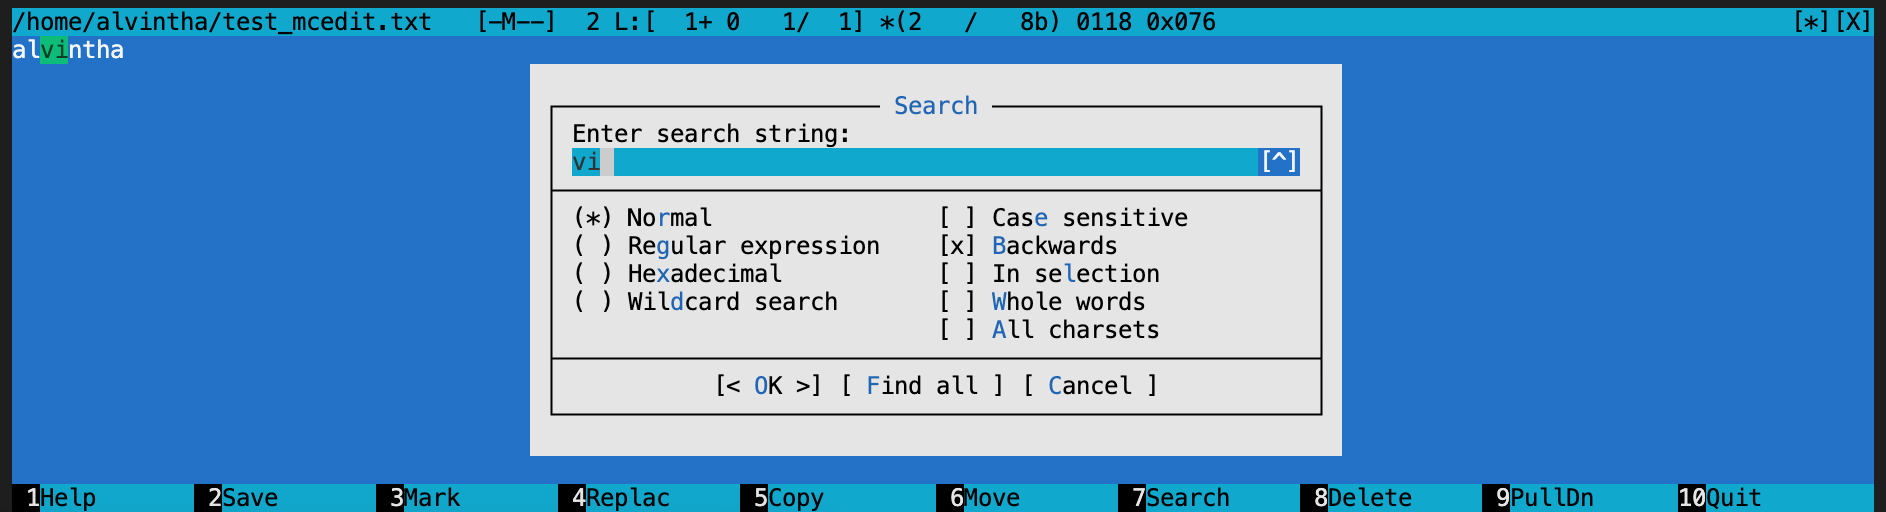 /home/alvintha/test_mcedit.txt   [-M--]  2 L:[  1+ 0   1/  1] *(2   /   8b) 0118 0x076   [*][X]
alvintha
Search
Enter search string:
vi [^]
(*) Normal   [ ] Case sensitive
( ) Regular expression   [x] Backwards
( ) Hexadecimal   [ ] In selection
( ) Wildcard search   [ ] Whole words
[ ] All charsets
[< OK >] [ Find all ] [ Cancel ]
1Help   2Save   3Mark   4Replac   5Copy   6Move   7Search   8Delete   9PullDn   10Quit